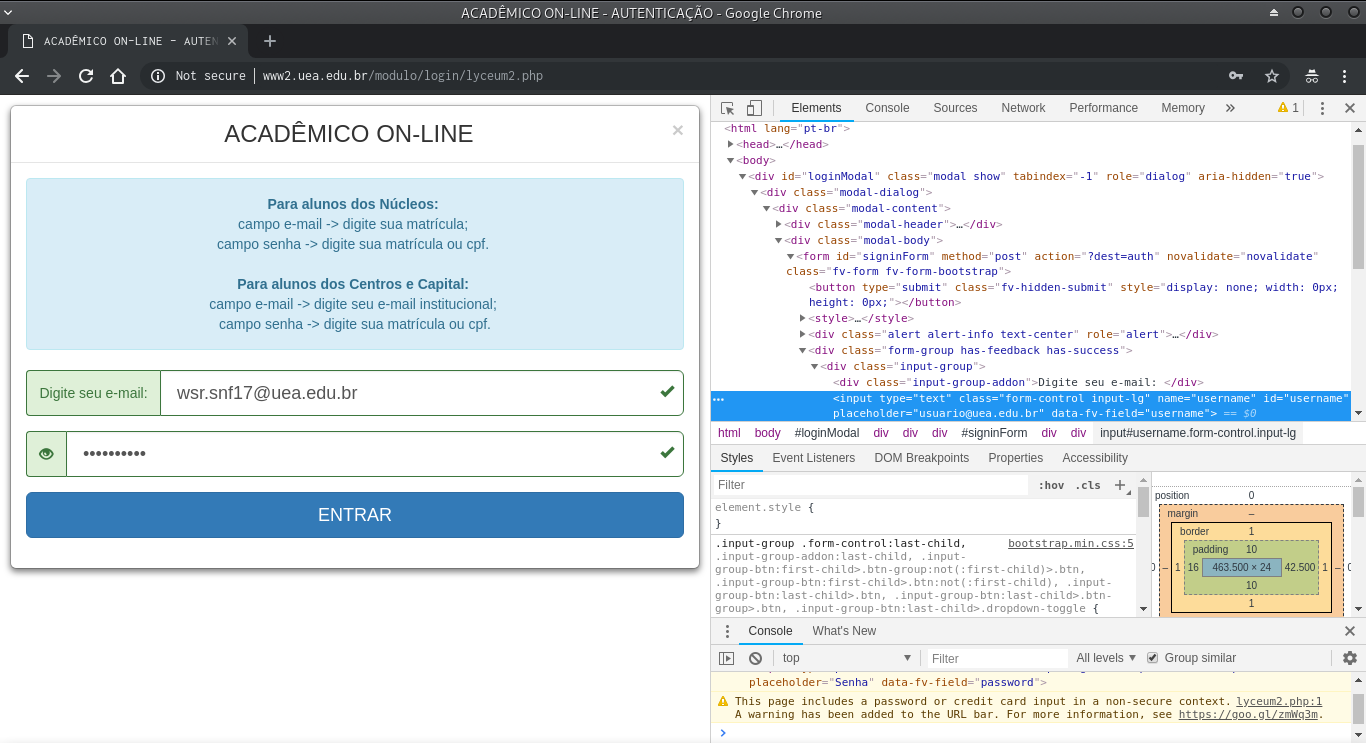 ACADÊMICO ON-LINE - AUTENTICAÇÃO - Google Chrome
ACADÊMICO ON-LINE - AUTEN
Not secure | www2.uea.edu.br/modulo/login/lyceum2.php
ACADÊMICO ON-LINE ×
Para alunos dos Núcleos:
campo e-mail -> digite sua matrícula;
campo senha -> digite sua matrícula ou cpf.
Para alunos dos Centros e Capital:
campo e-mail -> digite seu e-mail institucional;
campo senha -> digite sua matrícula ou cpf.
Digite seu e-mail: wsr.snf17@uea.edu.br
••••••••••
ENTRAR
Elements Console Sources Network Performance Memory » 1
<html lang="pt-br">
<head>…</head>
<body>
<div id="loginModal" class="modal show" tabindex="-1" role="dialog" aria-hidden="true">
<div class="modal-dialog">
<div class="modal-content">
<div class="modal-header">…</div>
<div class="modal-body">
<form id="signinForm" method="post" action="?dest=auth" novalidate="novalidate"
class="fv-form fv-form-bootstrap">
<button type="submit" class="fv-hidden-submit" style="display: none; width: 0px;
height: 0px;"></button>
<style>…</style>
<div class="alert alert-info text-center" role="alert">…</div>
<div class="form-group has-feedback has-success">
<div class="input-group">
<div class="input-group-addon">Digite seu e-mail: </div>
<input type="text" class="form-control input-lg" name="username" id="username"
placeholder="usuario@uea.edu.br" data-fv-field="username"> == $0
html body #loginModal div div div #signinForm div div input#username.form-control.input-lg
Styles Event Listeners DOM Breakpoints Properties Accessibility
Filter :hov .cls +
element.style {
}
.input-group .form-control:last-child, bootstrap.min.css:5
.input-group-addon:last-child, .input-
group-btn:first-child>.btn-group:not(:first-child)>.btn,
.input-group-btn:first-child>.btn:not(:first-child), .input-
group-btn:last-child>.btn, .input-group-btn:last-child>.btn-
group>.btn, .input-group-btn:last-child>.dropdown-toggle {
position 0
margin –
border 1
padding 10
– 1 16 463.500 × 24 42.500 1 –
10
1
Console What's New
top Filter All levels Group similar
placeholder="Senha" data-fv-field="password">
This page includes a password or credit card input in a non-secure context. lyceum2.php:1
A warning has been added to the URL bar. For more information, see https://goo.gl/zmWq3m.